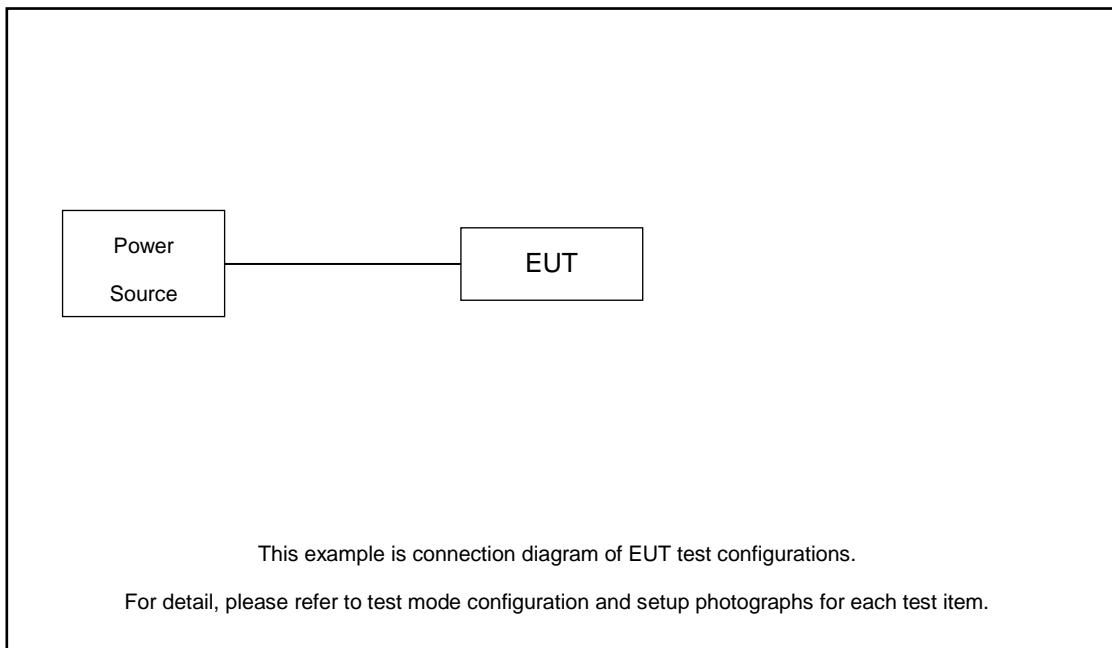 Power
Source
EUT
This example is connection diagram of EUT test configurations.
For detail, please refer to test mode configuration and setup photographs for each test item.